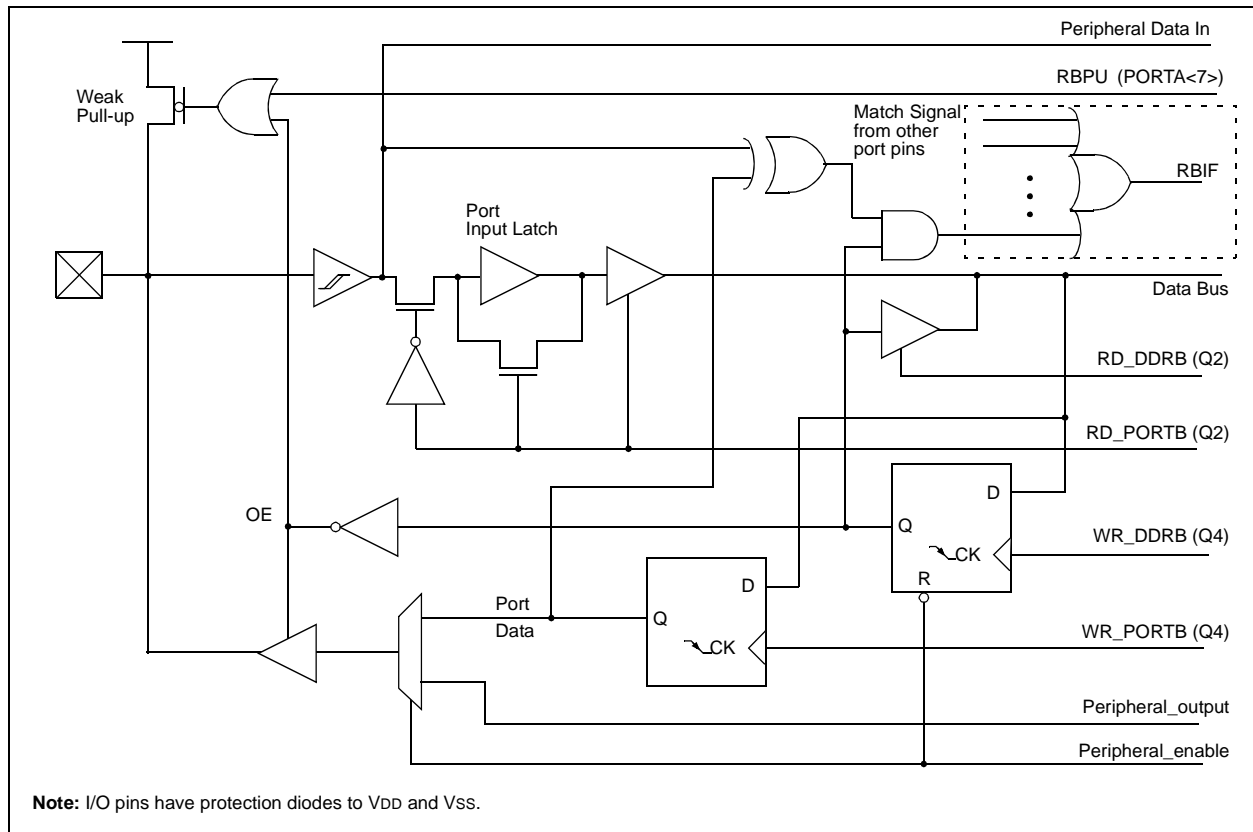 Peripheral Data In
RBPU (PORTA<7>)
Weak
Pull-up
Match Signal
from other
port pins
RBIF
Port
Input Latch
Data Bus
RD_DDRB (Q2)
RD_PORTB (Q2)
D
OE
Q
WR_DDRB (Q4)
CK
R
D
Port
Data
Q
WR_PORTB (Q4)
CK
Peripheral_output
Peripheral_enable
Note: I/O pins have protection diodes to VDD and VSS.